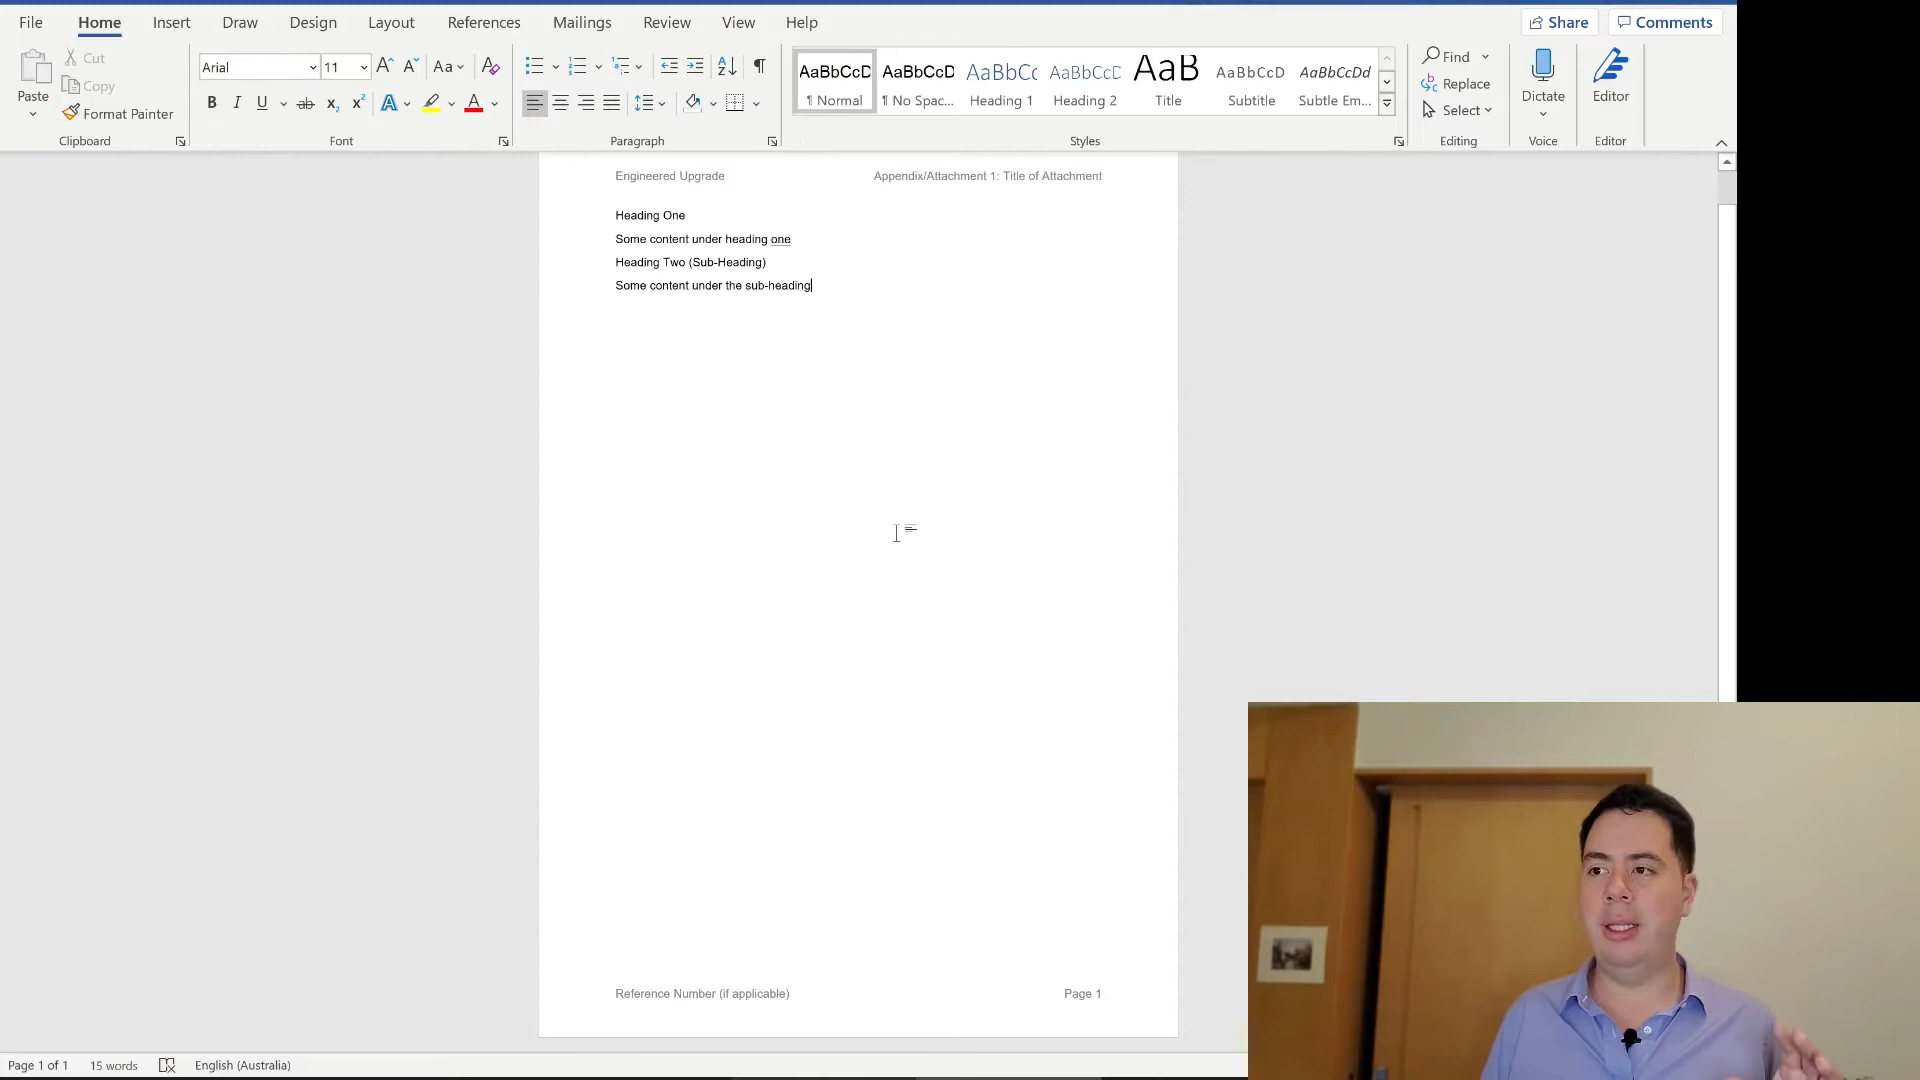 File Home Insert Draw Design Layout References Mailings Review View Help Share Comments
Paste Cut Copy Format Painter Clipboard
Arial 11 Aa
B I U ab x₂ x² A A
Font
Paragraph
AaBbCcD AaBbCcD AaBbCc AaBbCcD AaB AaBbCcD AaBbCcDd
¶ Normal ¶ No Spac... Heading 1 Heading 2 Title Subtitle Subtle Em...
Styles
Find
Replace
Select
Editing
Dictate
Voice
Editor
Editor
Engineered Upgrade Appendix/Attachment 1: Title of Attachment
Heading One
Some content under heading one
Heading Two (Sub-Heading)
Some content under the sub-heading
Reference Number (if applicable) Page 1
Page 1 of 1 15 words English (Australia)